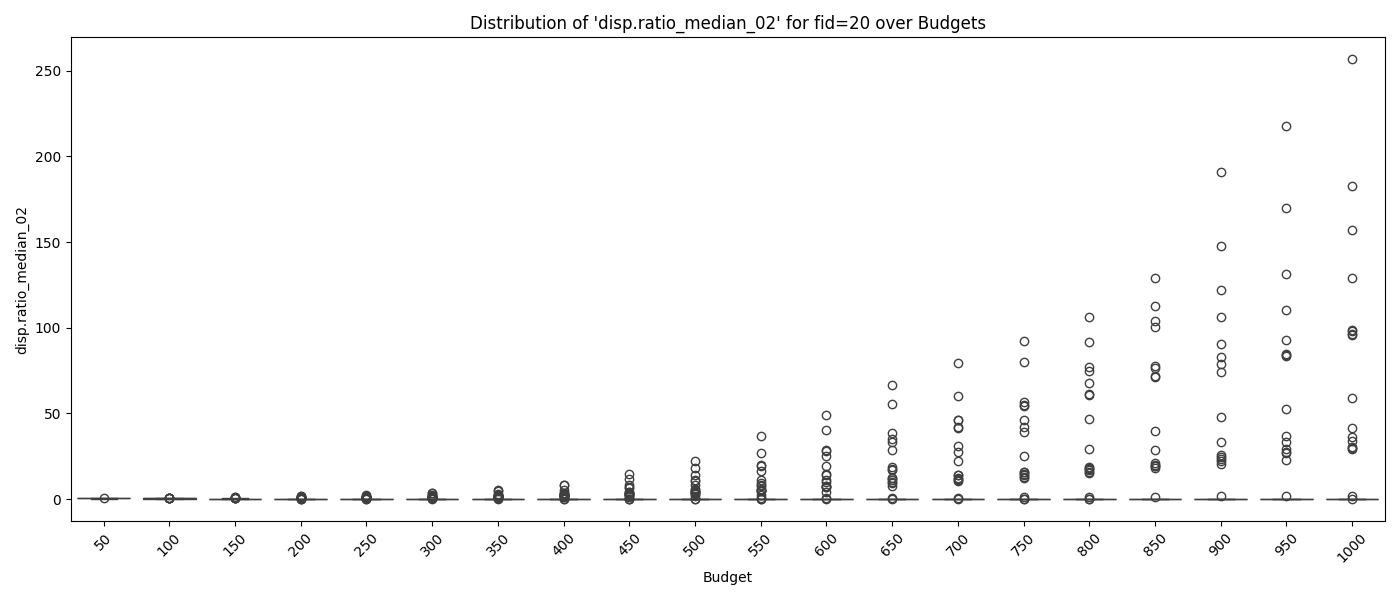 Distribution of 'disp.ratio_median_02' for fid=20 over Budgets
disp.ratio_median_02
250
200
150
100
50
0
50 100 150 200 250 300 350 400 450 500 550 600 650 700 750 800 850 900 950 1000
Budget